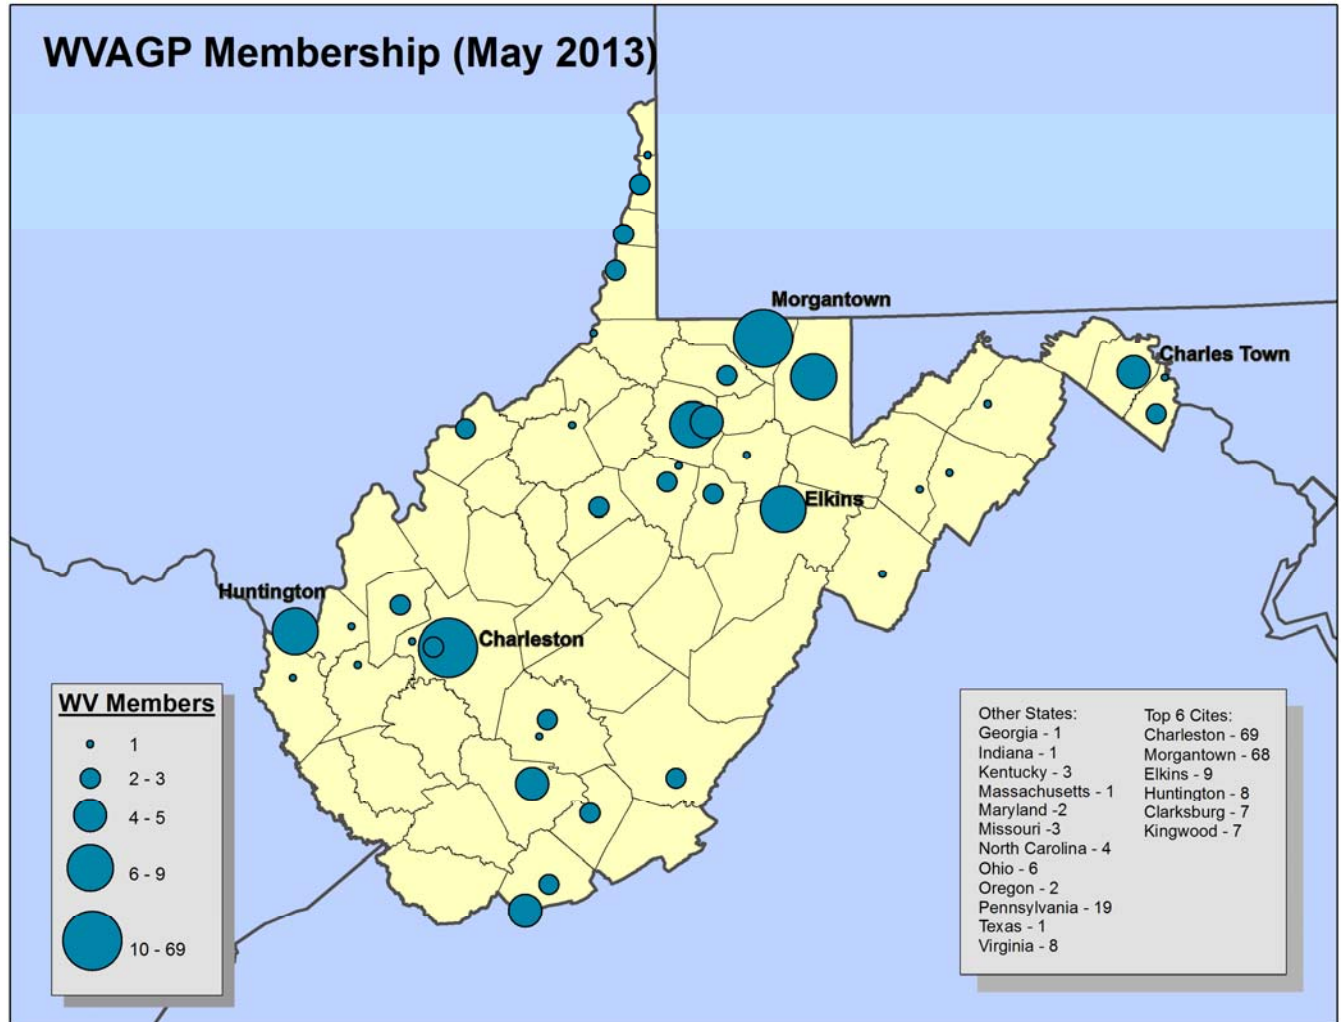 WVAGP Membership (May 2013)
Morgantown
Charles Town
Elkins
Huntington
Charleston
WV Members
1
2 - 3
4 - 5
6 - 9
10 - 69
Other States:
Georgia - 1
Indiana - 1
Kentucky - 3
Massachusetts - 1
Maryland -2
Missouri -3
North Carolina - 4
Ohio - 6
Oregon - 2
Pennsylvania - 19
Texas - 1
Virginia - 8
Top 6 Cites:
Charleston - 69
Morgantown - 68
Elkins - 9
Huntington - 8
Clarksburg - 7
Kingwood - 7